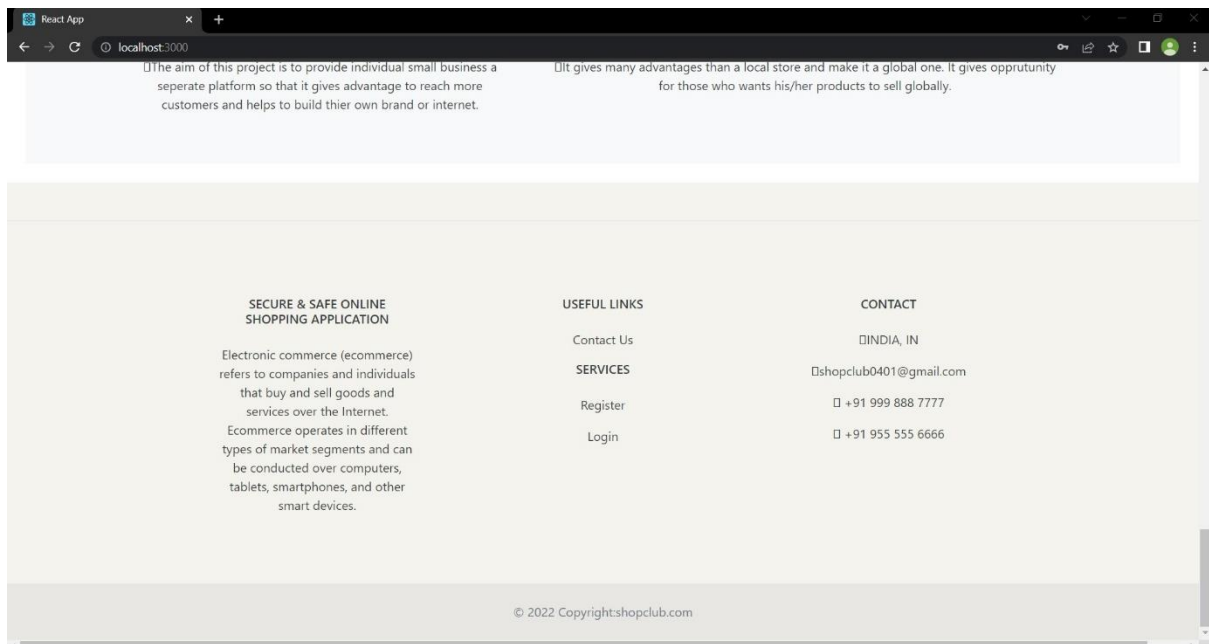 React App
localhost:3000
The aim of this project is to provide individual small business a
seperate platform so that it gives advantage to reach more
customers and helps to build thier own brand or internet.
It gives many advantages than a local store and make it a global one. It gives opprutunity
for those who wants his/her products to sell globally.
SECURE & SAFE ONLINE
SHOPPING APPLICATION
Electronic commerce (ecommerce)
refers to companies and individuals
that buy and sell goods and
services over the Internet.
Ecommerce operates in different
types of market segments and can
be conducted over computers,
tablets, smartphones, and other
smart devices.
USEFUL LINKS
Contact Us
SERVICES
Register
Login
CONTACT
INDIA, IN
shopclub0401@gmail.com
+91 999 888 7777
+91 955 555 6666
© 2022 Copyright:shopclub.com